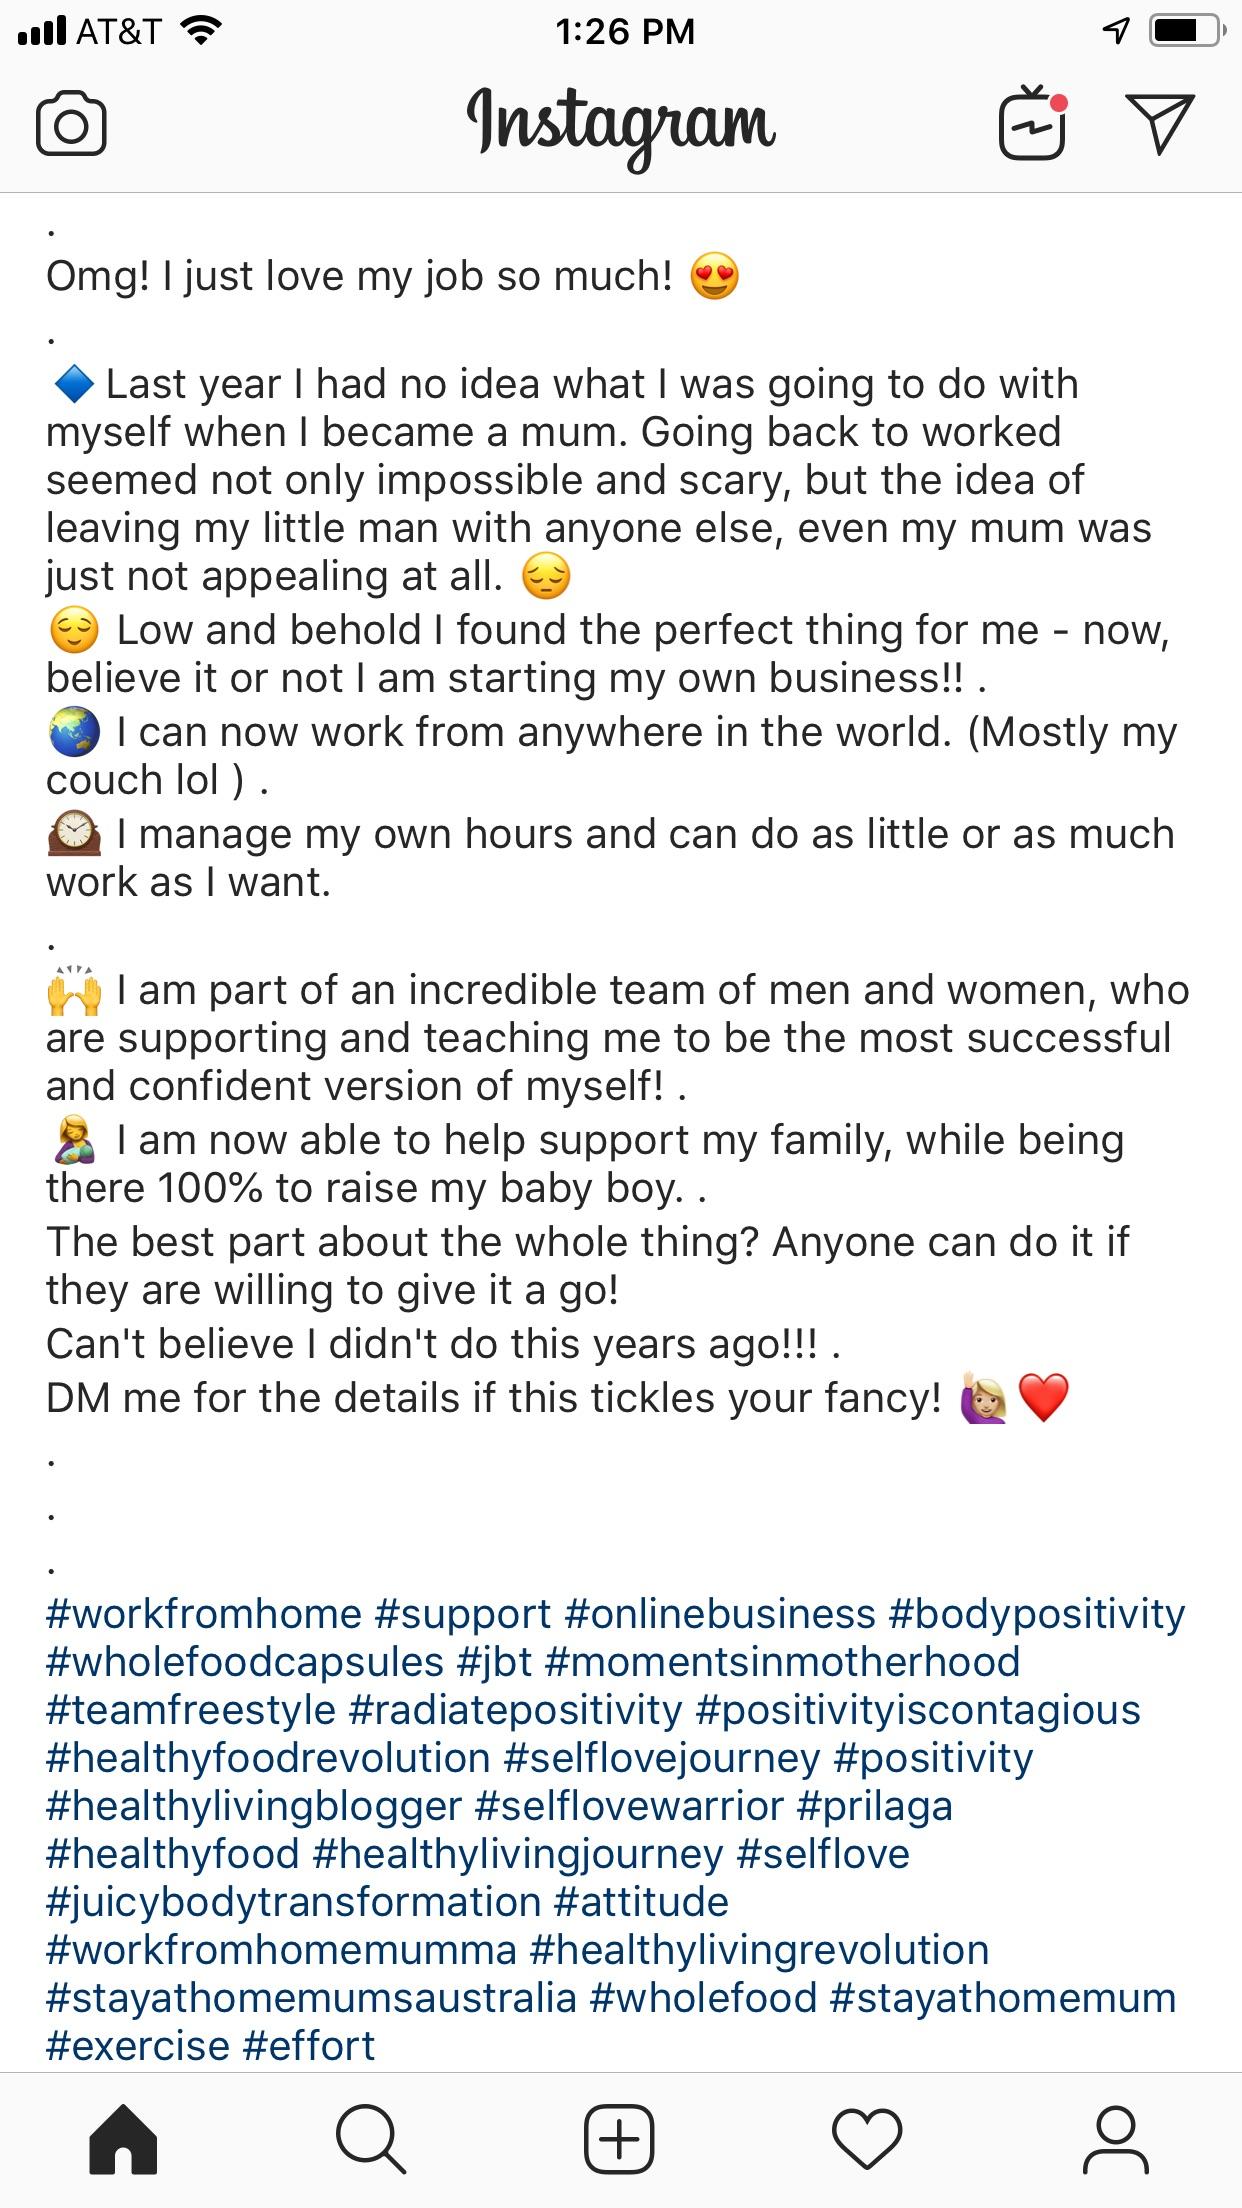 AT&T 1:26 PM
Instagram
.
Omg! I just love my job so much! 😍
.
🔷 Last year I had no idea what I was going to do with
myself when I became a mum. Going back to worked
seemed not only impossible and scary, but the idea of
leaving my little man with anyone else, even my mum was
just not appealing at all. 😔
😌 Low and behold I found the perfect thing for me - now,
believe it or not I am starting my own business!! .
🌏 I can now work from anywhere in the world. (Mostly my
couch lol ) .
🕰 I manage my own hours and can do as little or as much
work as I want.
.
🙌 I am part of an incredible team of men and women, who
are supporting and teaching me to be the most successful
and confident version of myself! .
🤱 I am now able to help support my family, while being
there 100% to raise my baby boy. .
The best part about the whole thing? Anyone can do it if
they are willing to give it a go!
Can't believe I didn't do this years ago!!! .
DM me for the details if this tickles your fancy! 🙋🏼‍♀️❤️
.
.
.
#workfromhome #support #onlinebusiness #bodypositivity
#wholefoodcapsules #jbt #momentsinmotherhood
#teamfreestyle #radiatepositivity #positivityiscontagious
#healthyfoodrevolution #selflovejourney #positivity
#healthylivingblogger #selflovewarrior #prilaga
#healthyfood #healthylivingjourney #selflove
#juicybodytransformation #attitude
#workfromhomemumma #healthylivingrevolution
#stayathomemumsaustralia #wholefood #stayathomemum
#exercise #effort